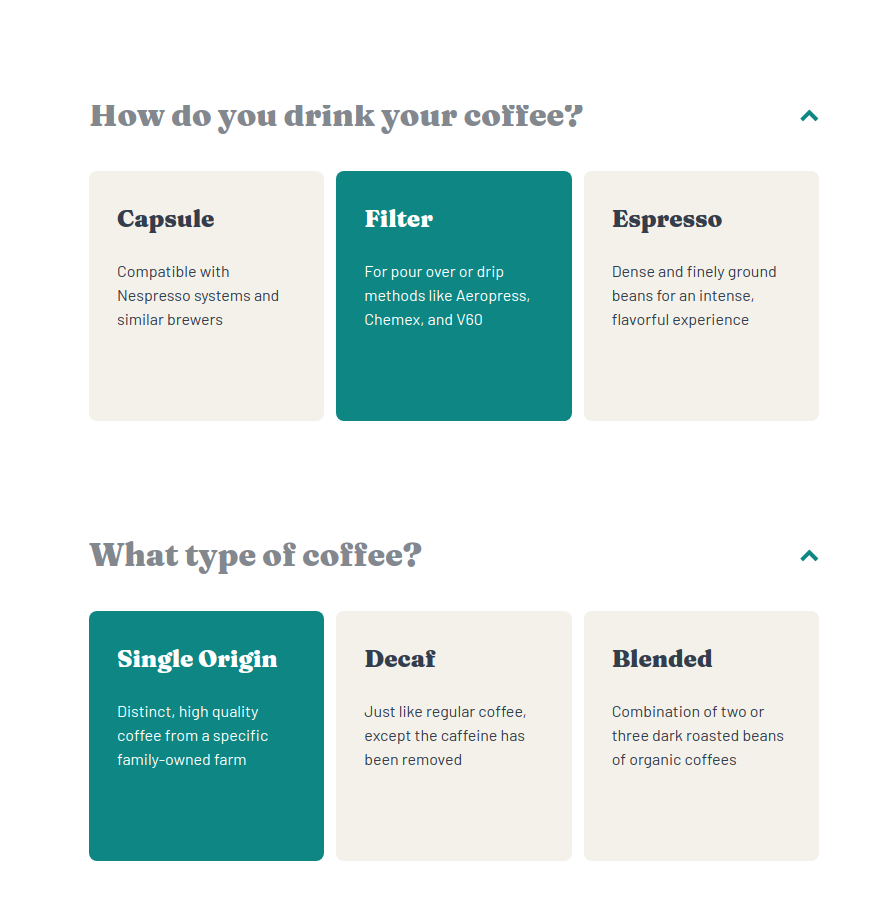 How do you drink your coffee?
Capsule
Compatible with
Nespresso systems and
similar brewers
Filter
For pour over or drip
methods like Aeropress,
Chemex, and V60
Espresso
Dense and finely ground
beans for an intense,
flavorful experience
What type of coffee?
Single Origin
Distinct, high quality
coffee from a specific
family-owned farm
Decaf
Just like regular coffee,
except the caffeine has
been removed
Blended
Combination of two or
three dark roasted beans
of organic coffees